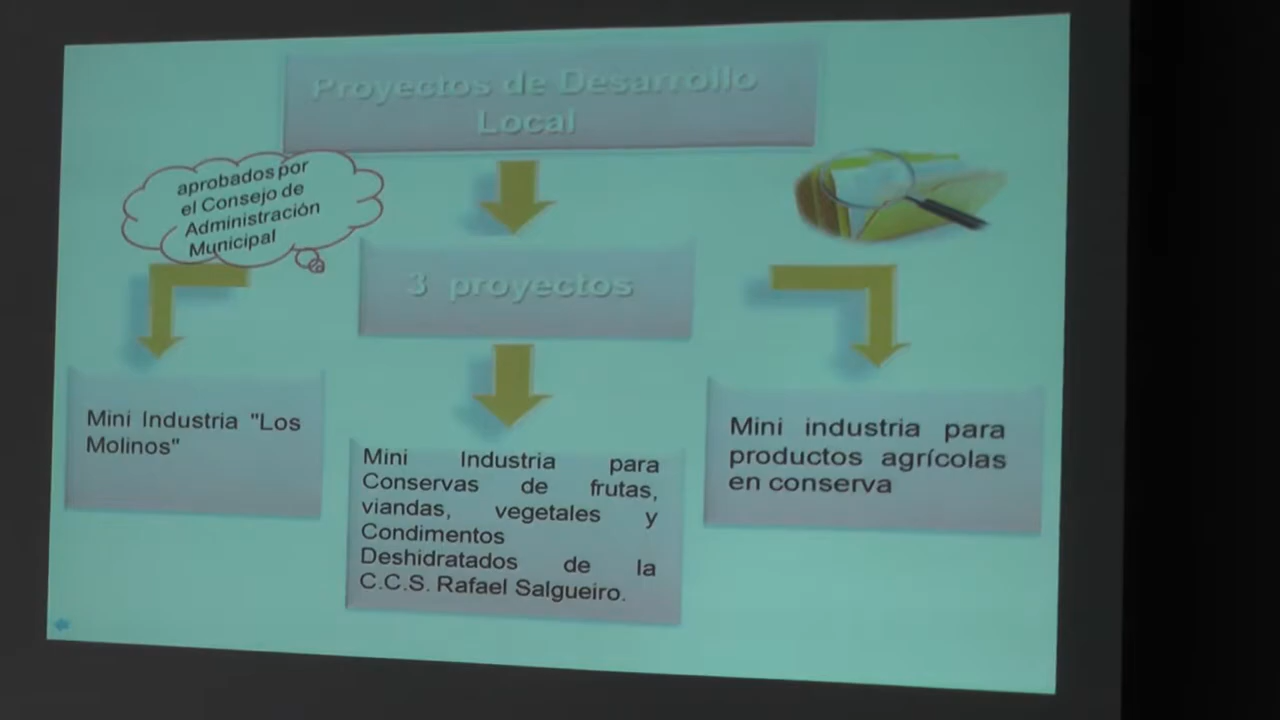 Proyectos de Desarrollo
Local
aprobados por
el Consejo de
Administración
Municipal
3 proyectos
Mini Industria "Los
Molinos"
Mini Industria para
Conservas de frutas,
viandas, vegetales y
Condimentos
Deshidratados de la
C.C.S. Rafael Salgueiro.
Mini industria para
productos agrícolas
en conserva